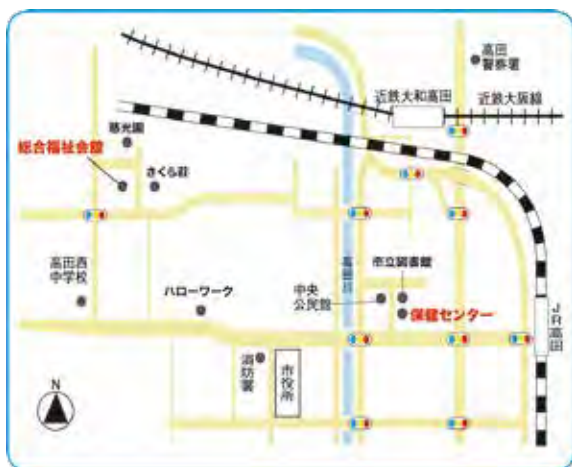 高田
警察署
近鉄大和高田
近鉄大阪線
慈光園
総合福祉会館
さくら荘
高田西
中学校
ハローワーク
高田川
中央
公民館
市立図書館
保健センター
JR高田
消防署
市役所
N